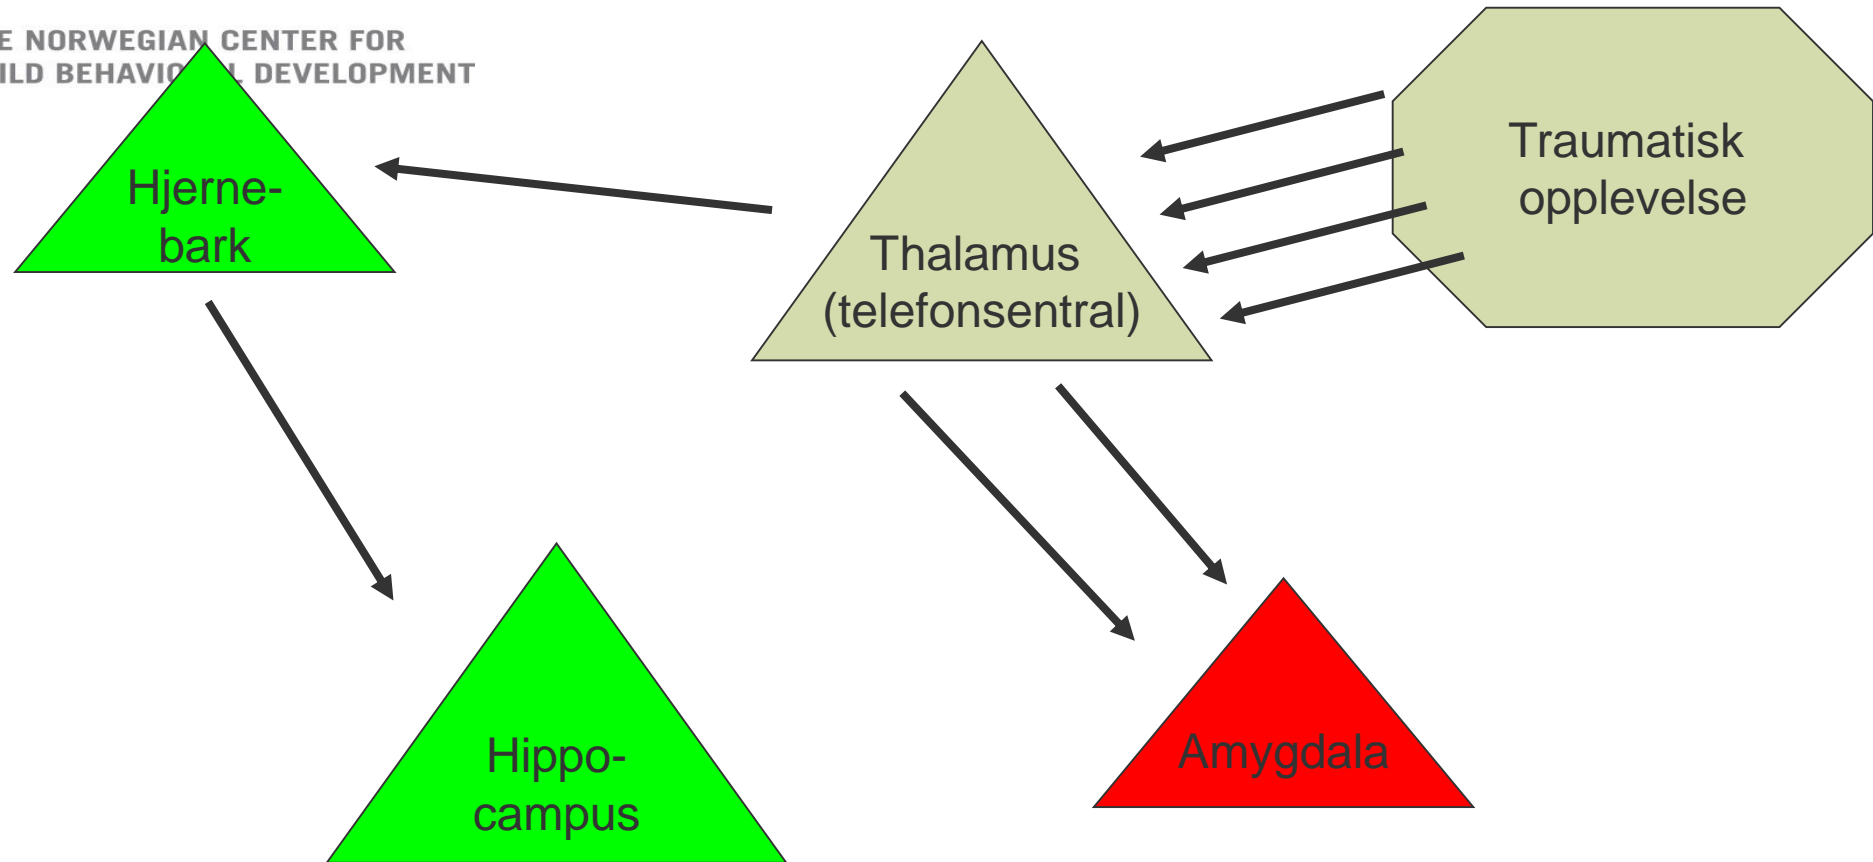 E NORWEGIAN CENTER FOR
ILD BEHAVIO L DEVELOPMENT
Traumatisk
opplevelse
Hjerne-
bark
Thalamus
(telefonsentral)
Hippo-
campus
Amygdala